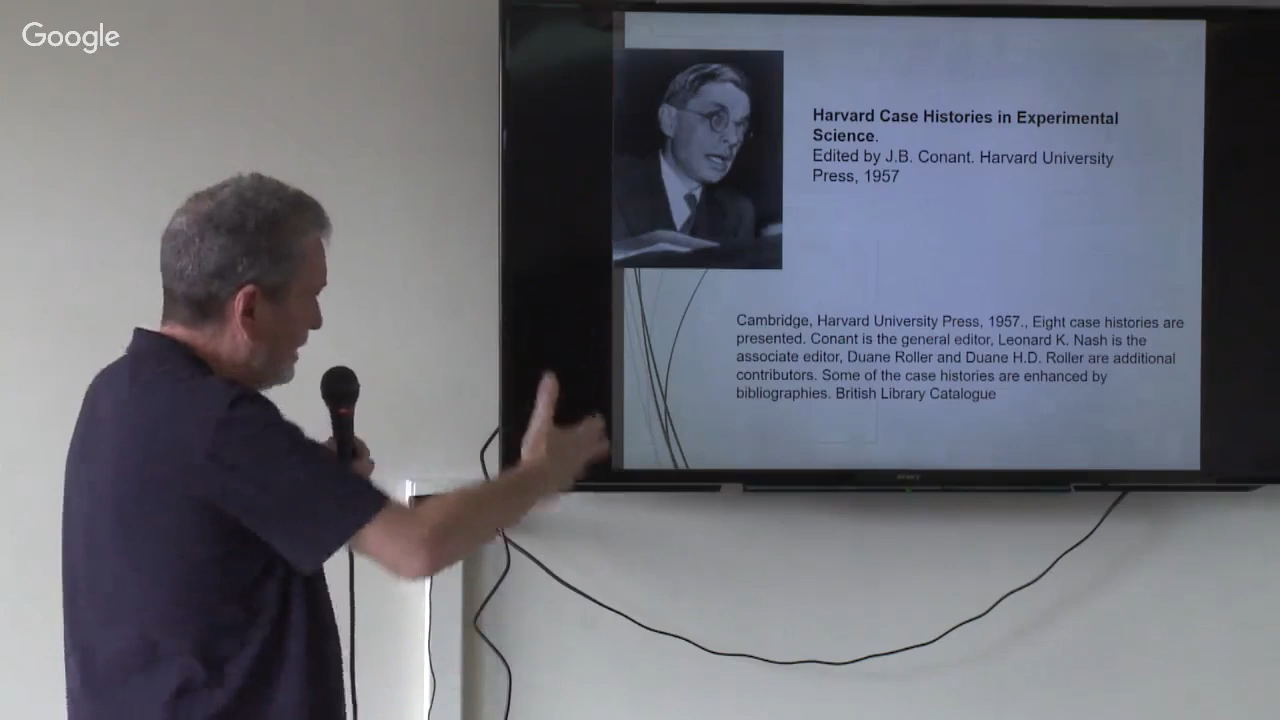 Google
Harvard Case Histories in Experimental
Science.
Edited by J.B. Conant. Harvard University
Press, 1957
Cambridge, Harvard University Press, 1957., Eight case histories are
presented. Conant is the general editor, Leonard K. Nash is the
associate editor, Duane Roller and Duane H.D. Roller are additional
contributors. Some of the case histories are enhanced by
bibliographies. British Library Catalogue
SONY